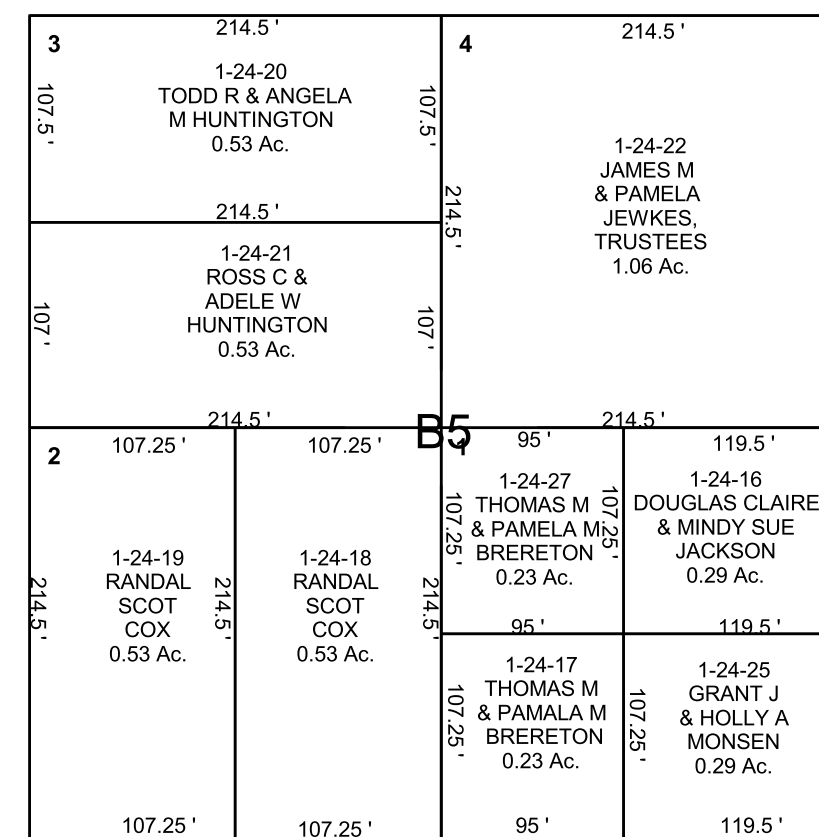 3
214.5 '
107.5 '
1-24-20
TODD R & ANGELA
M HUNTINGTON
0.53 Ac.
107.5 '
214.5 '
107 '
1-24-21
ROSS C &
ADELE W
HUNTINGTON
0.53 Ac.
107 '
214.5 '
4
214.5 '
214.5 '
1-24-22
JAMES M
& PAMELA
JEWKES,
TRUSTEES
1.06 Ac.
214.5 '
B5
2
107.25 '
214.5 '
1-24-19
RANDAL
SCOT
COX
0.53 Ac.
214.5 '
107.25 '
107.25 '
1-24-18
RANDAL
SCOT
COX
0.53 Ac.
214.5 '
107.25 '
1
95 '
107.25 '
1-24-27
THOMAS M
& PAMELA M
BRERETON
0.23 Ac.
107.25 '
95 '
119.5 '
1-24-16
DOUGLAS CLAIRE
& MINDY SUE
JACKSON
0.29 Ac.
119.5 '
107.25 '
1-24-17
THOMAS M
& PAMALA M
BRERETON
0.23 Ac.
95 '
107.25 '
1-24-25
GRANT J
& HOLLY A
MONSEN
0.29 Ac.
119.5 '